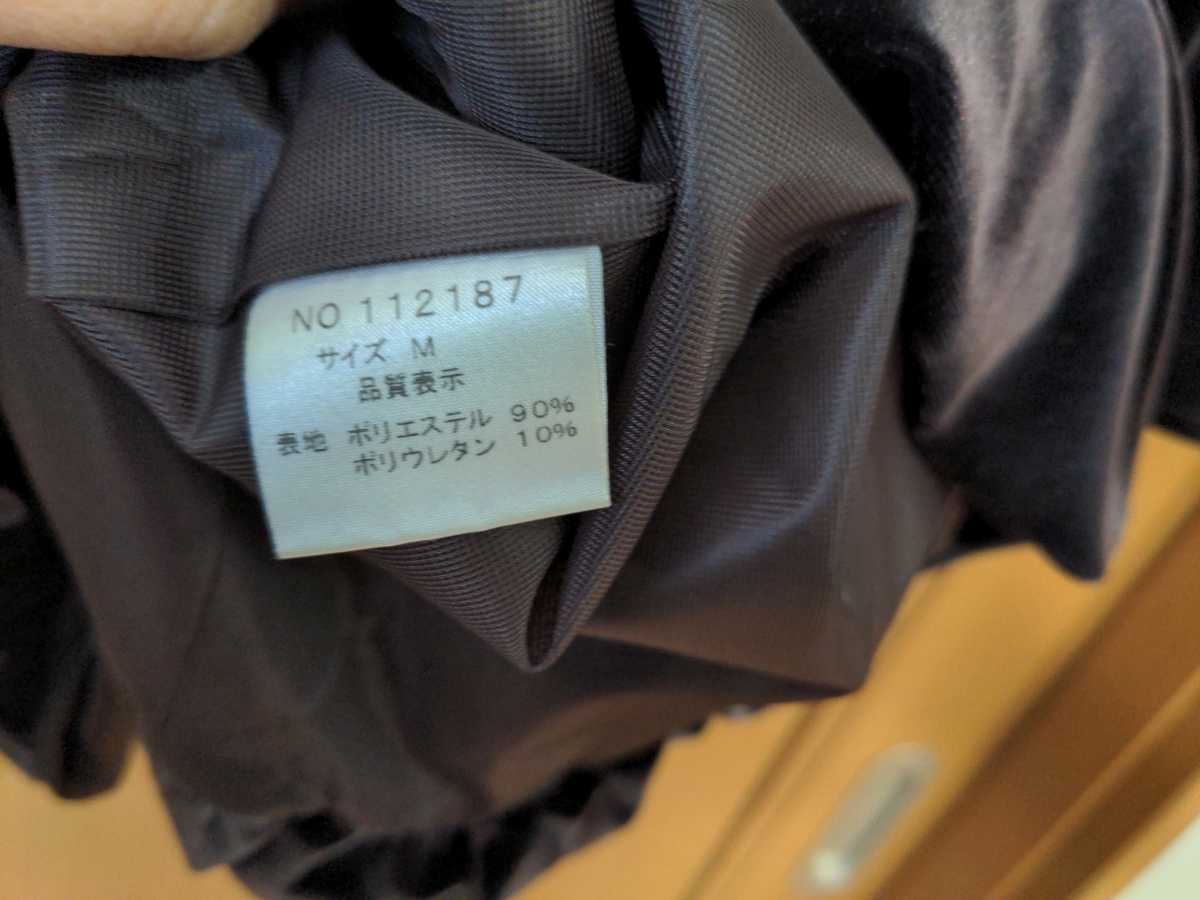 NO 112187
サイズ M
品質表示
表地 ポリエステル 90%
ポリウレタン 10%